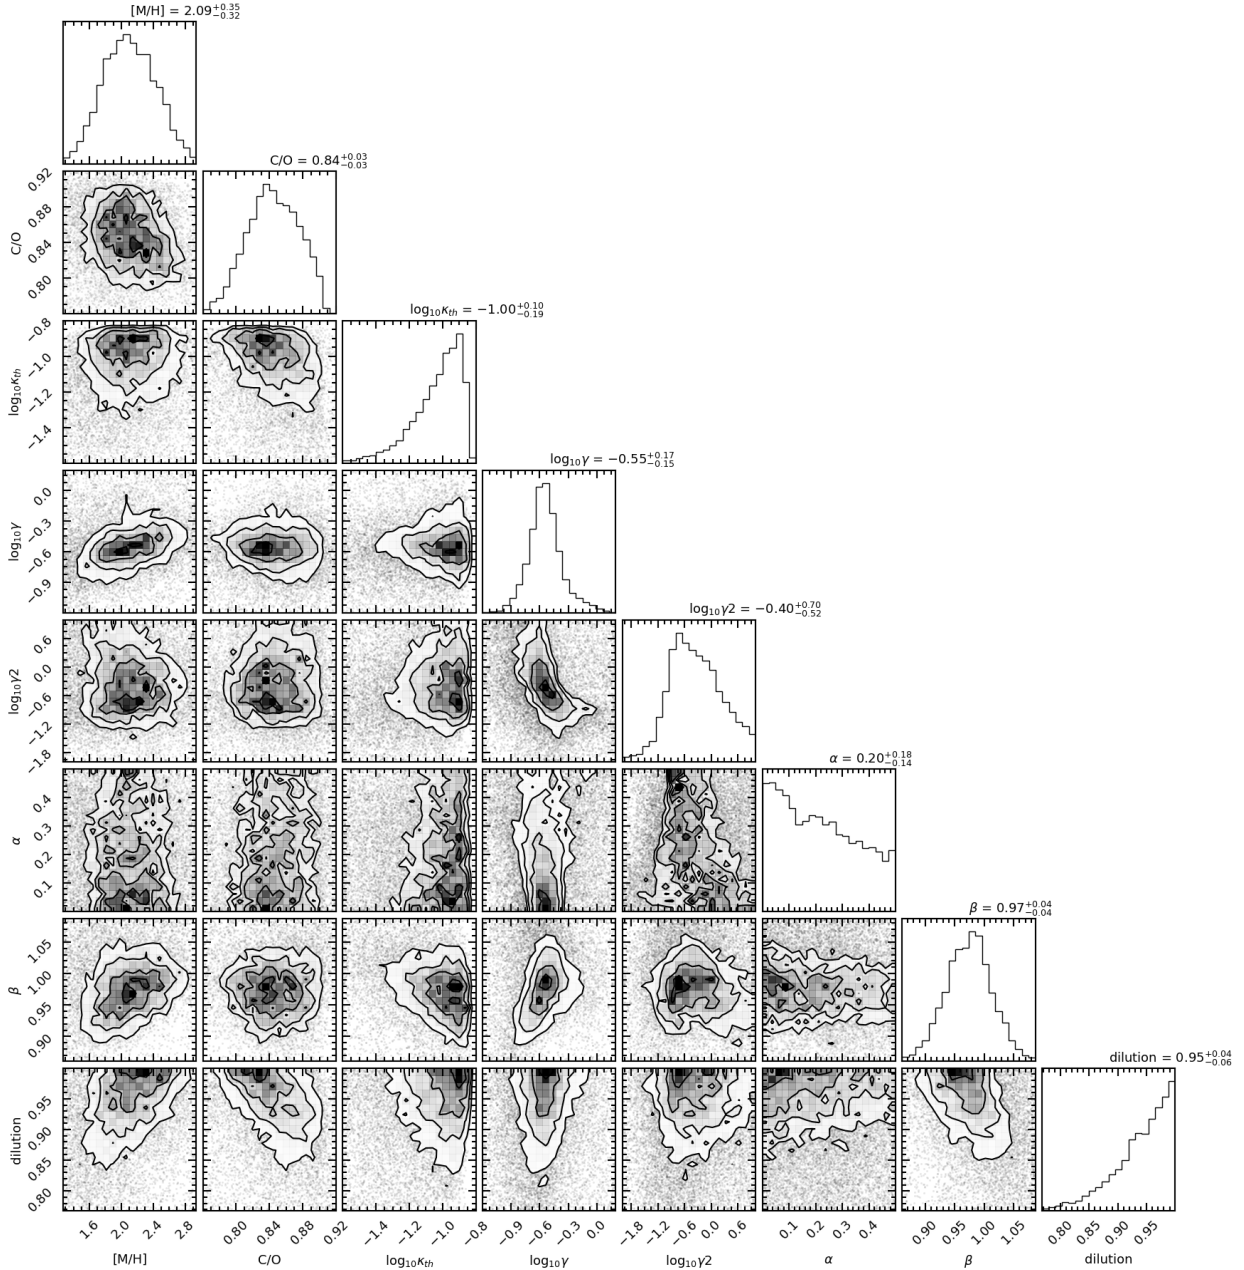 [M/H] = 2.09+0.35 −0.32
C/O = 0.84+0.03 −0.03
0.92
0.88
0.84
0.80
C/O
log10κth = −1.00+0.10 −0.19
−0.8
−1.0
−1.2
−1.4
log10κth
log10γ = −0.55+0.17 −0.15
0.0
−0.3
−0.6
−0.9
log10γ
log10γ2 = −0.40+0.70 −0.52
0.6
0.0
−0.6
−1.2
−1.8
log10γ2
α = 0.20+0.18 −0.14
0.4
0.3
0.2
0.1
α
β = 0.97+0.04 −0.04
1.05
1.00
0.95
0.90
β
dilution = 0.95+0.04 −0.06
0.95
0.90
0.85
0.80
dilution
1.6 2.0 2.4 2.8
0.80 0.84 0.88 0.92
−1.4 −1.2 −1.0 −0.8
−0.9 −0.6 −0.3 0.0
−1.8 −1.2 −0.6 0.0 0.6
0.1 0.2 0.3 0.4
0.90 0.95 1.00 1.05
0.80 0.85 0.90 0.95
[M/H] C/O log10κth log10γ log10γ2 α β dilution